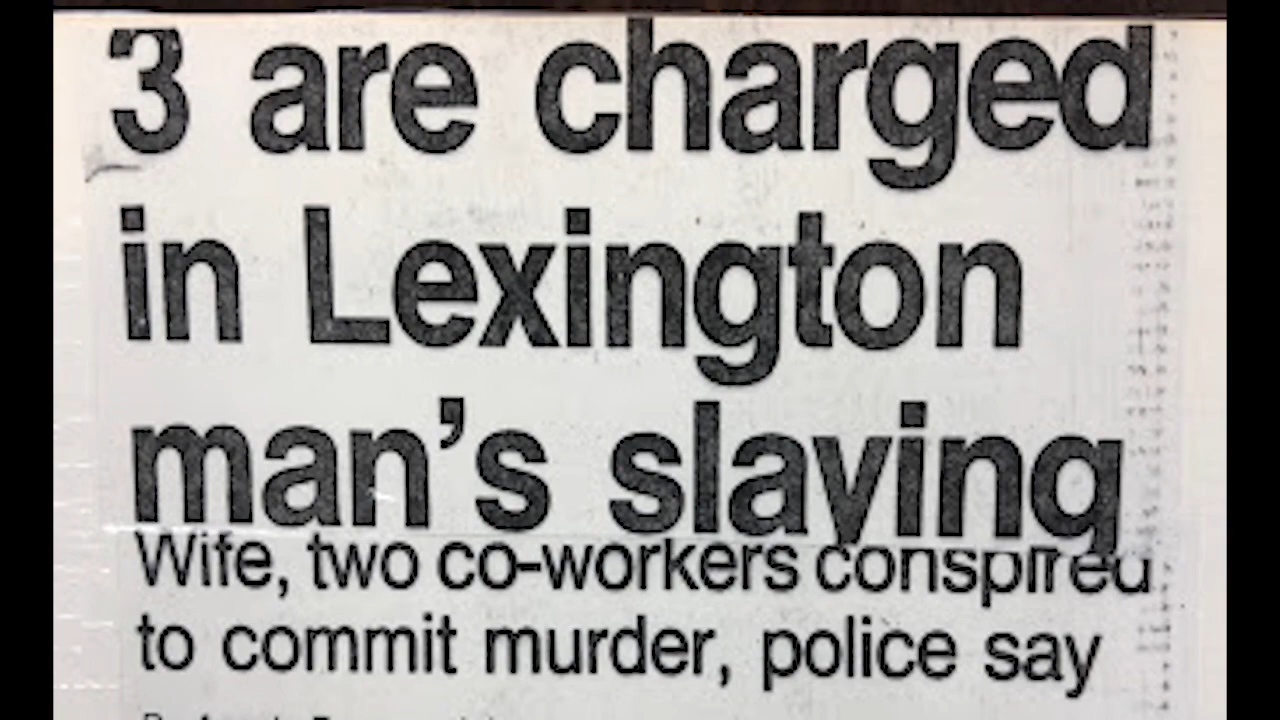 3 are charged
in Lexington
man's slaying
Wife, two co-workers conspired
to commit murder, police say